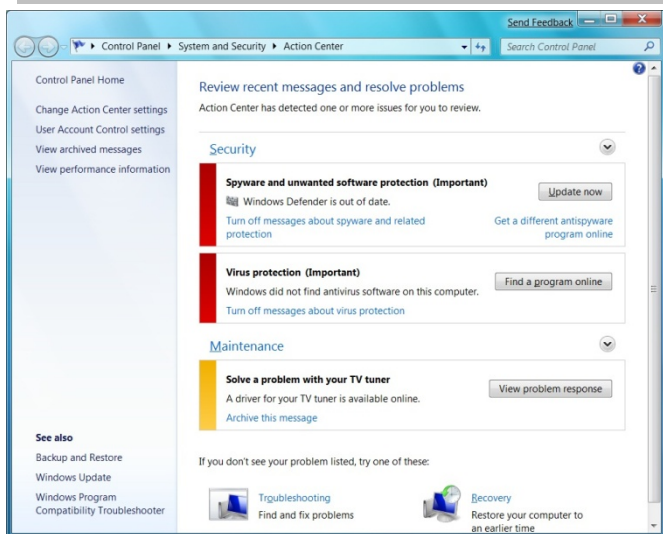 Send Feedback
Control Panel ▸ System and Security ▸ Action Center
Search Control Panel
Control Panel Home
Change Action Center settings
User Account Control settings
View archived messages
View performance information
Review recent messages and resolve problems
Action Center has detected one or more issues for you to review.
Security
Spyware and unwanted software protection (Important)
Windows Defender is out of date.
Update now
Turn off messages about spyware and related
protection
Get a different antispyware
program online
Virus protection (Important)
Windows did not find antivirus software on this computer.
Find a program online
Turn off messages about virus protection
Maintenance
Solve a problem with your TV tuner
A driver for your TV tuner is available online.
View problem response
Archive this message
If you don't see your problem listed, try one of these:
Troubleshooting
Find and fix problems
Recovery
Restore your computer to
an earlier time
See also
Backup and Restore
Windows Update
Windows Program
Compatibility Troubleshooter